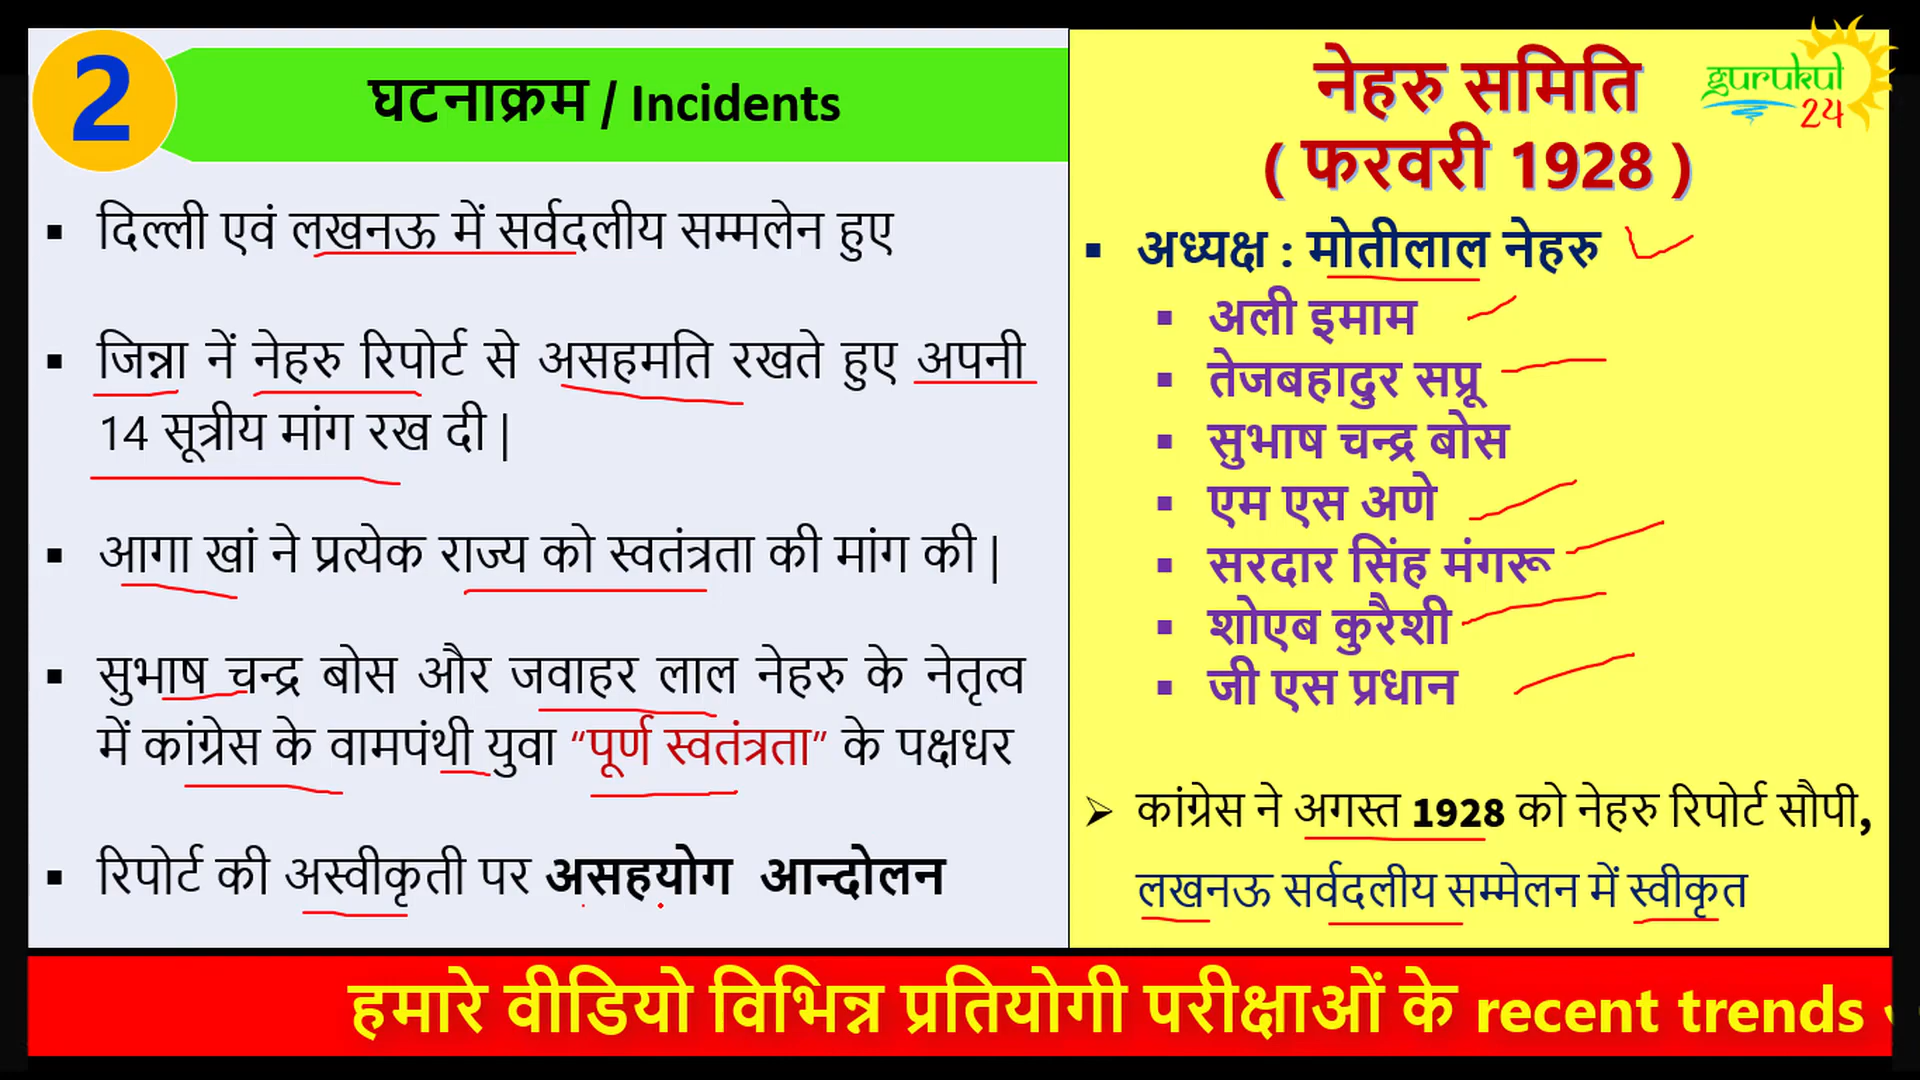 2
घटनाक्रम / Incidents
▪ दिल्ली एवं लखनऊ में सर्वदलीय सम्मलेन हुए
▪ जिन्ना नें नेहरु रिपोर्ट से असहमति रखते हुए अपनी
14 सूत्रीय मांग रख दी |
▪ आगा खां ने प्रत्येक राज्य को स्वतंत्रता की मांग की |
▪ सुभाष चन्द्र बोस और जवाहर लाल नेहरु के नेतृत्व
में कांग्रेस के वामपंथी युवा “पूर्ण स्वतंत्रता” के पक्षधर
▪ रिपोर्ट की अस्वीकृती पर असहयोग आन्दोलन
नेहरु समिति
( फरवरी 1928 )
gurukul
24
▪ अध्यक्ष : मोतीलाल नेहरु
▪ अली इमाम
▪ तेजबहादुर सप्रू
▪ सुभाष चन्द्र बोस
▪ एम एस अणे
▪ सरदार सिंह मंगरू
▪ शोएब कुरैशी
▪ जी एस प्रधान
➢ कांग्रेस ने अगस्त 1928 को नेहरु रिपोर्ट सौपी,
लखनऊ सर्वदलीय सम्मेलन में स्वीकृत
हमारे वीडियो विभिन्न प्रतियोगी परीक्षाओं के recent trends